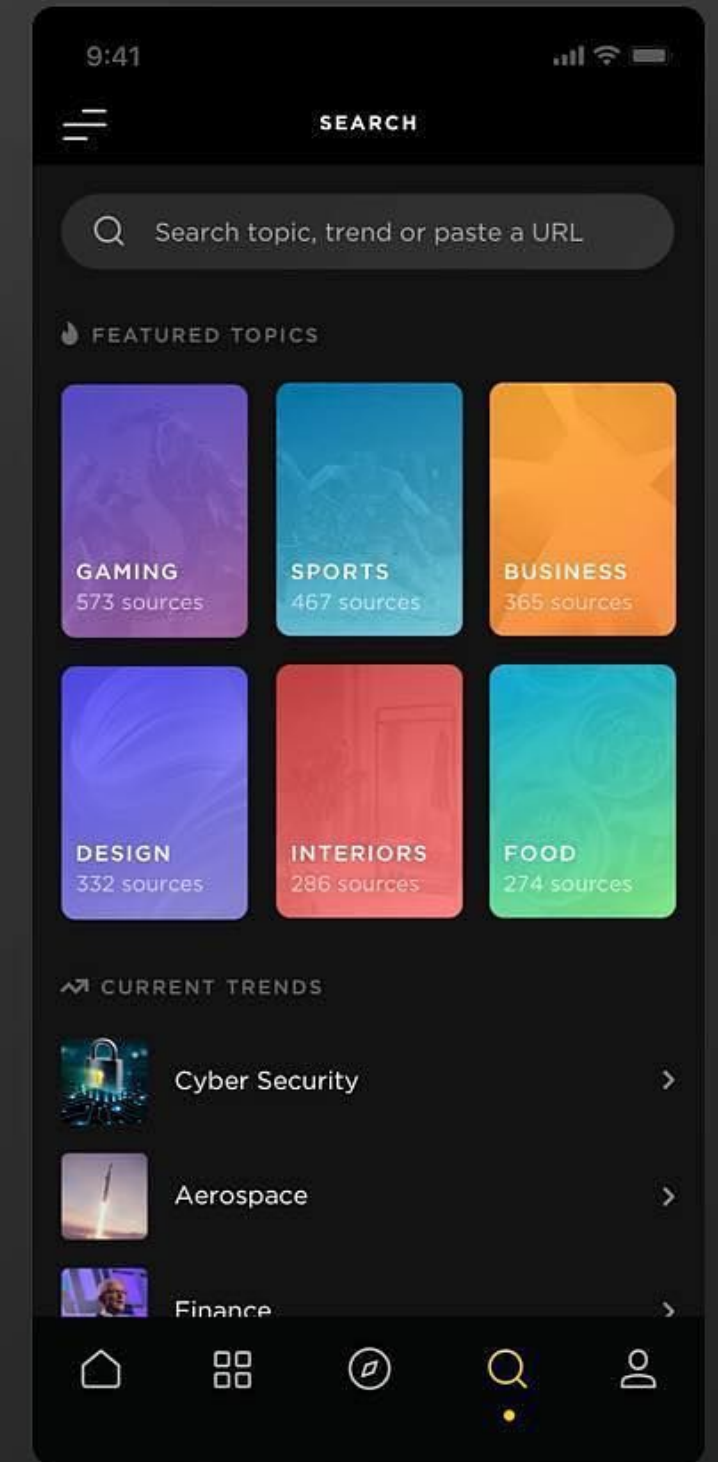 9:41
SEARCH
Search topic, trend or paste a URL
FEATURED TOPICS
GAMING
573 sources
SPORTS
467 sources
BUSINESS
365 sources
DESIGN
332 sources
INTERIORS
286 sources
FOOD
274 sources
CURRENT TRENDS
Cyber Security
Aerospace
Finance